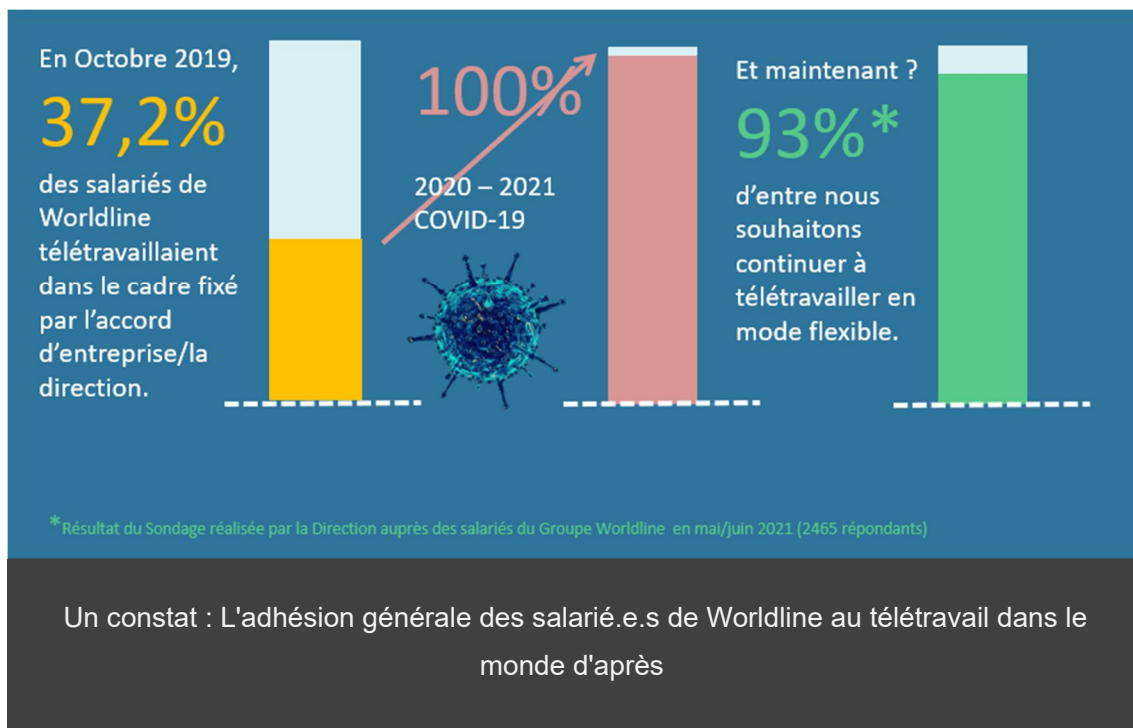 En Octobre 2019,
37,2%
des salariés de
Worldline
télétravaillaient
dans le cadre fixé
par l’accord
d’entreprise/la
direction.
100%
2020 – 2021
COVID-19
Et maintenant ?
93%*
d’entre nous
souhaitons
continuer à
télétravailler en
mode flexible.
*Résultat du Sondage réalisée par la Direction auprès des salariés du Groupe Worldline en mai/juin 2021 (2465 répondants)
Un constat : L'adhésion générale des salarié.e.s de Worldline au télétravail dans le
monde d'après